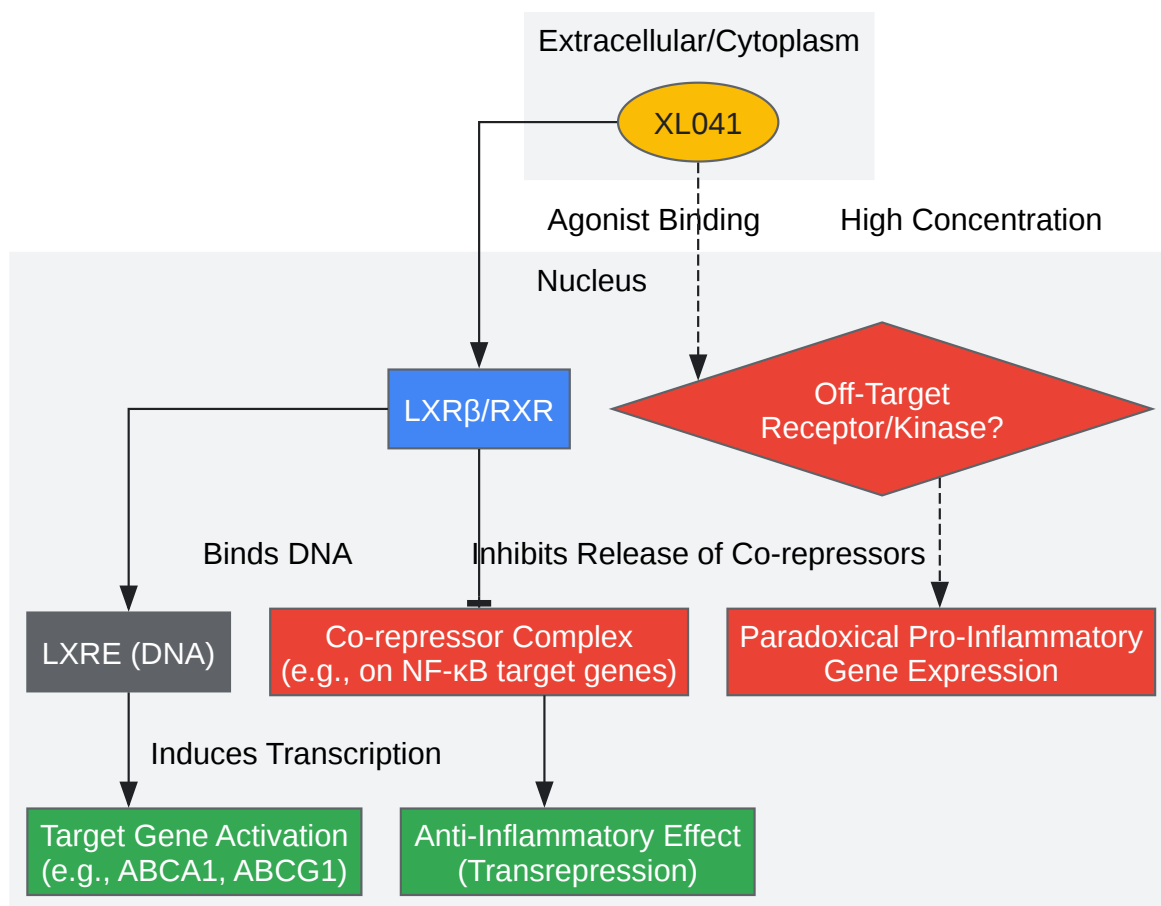 Extracellular/Cytoplasm
XL041
Agonist Binding
High Concentration
Nucleus
Off-Target
Receptor/Kinase?
LXRβ/RXR
Binds DNA
Inhibits Release of Co-repressors
LXRE (DNA)
Co-repressor Complex
(e.g., on NF-κB target genes)
Paradoxical Pro-Inflammatory
Gene Expression
Induces Transcription
Target Gene Activation
(e.g., ABCA1, ABCG1)
Anti-Inflammatory Effect
(Transrepression)